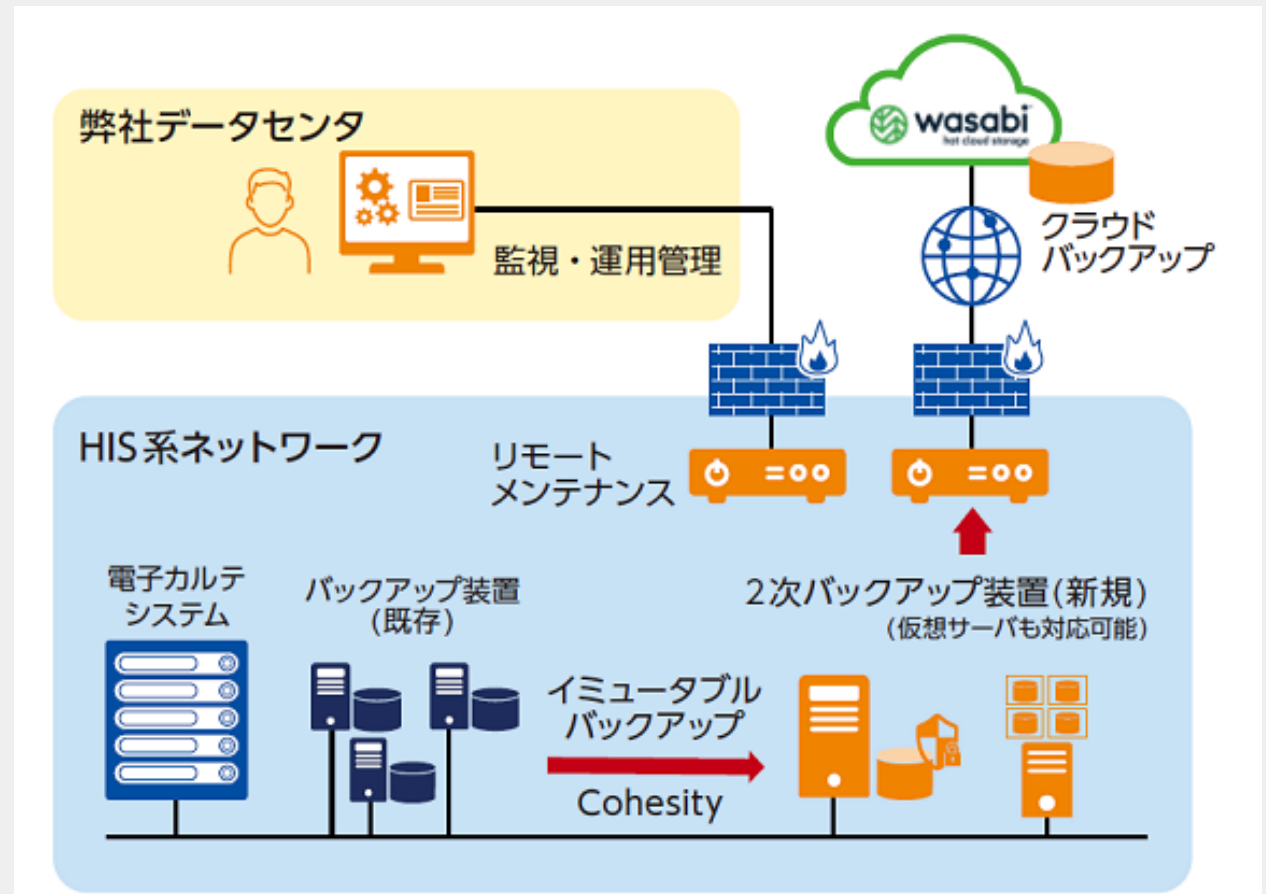 弊社データセンタ
監視・運用管理
wasabi
hot cloud storage
クラウド
バックアップ
HIS系ネットワーク
リモート
メンテナンス
電子カルテ
システム
バックアップ装置
(既存)
イミュータブル
バックアップ
Cohesity
2次バックアップ装置(新規)
(仮想サーバも対応可能)